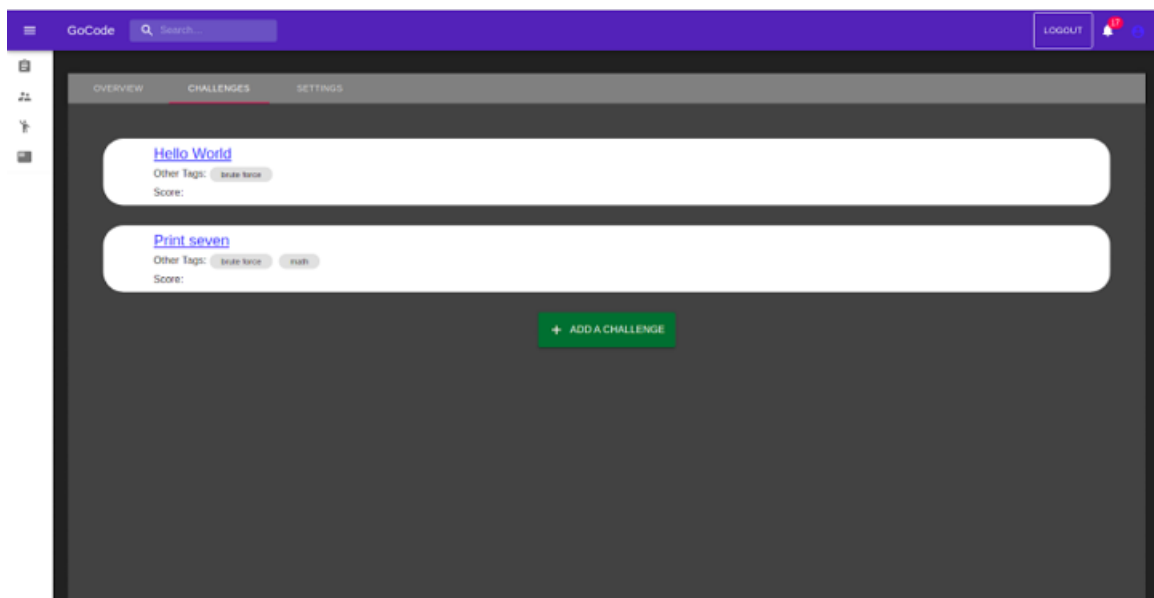 GoCode Search... LOGOUT 17
OVERVIEW CHALLENGES SETTINGS
Hello World
Other Tags: brute force
Score:
Print seven
Other Tags: brute force math
Score:
+ ADD A CHALLENGE